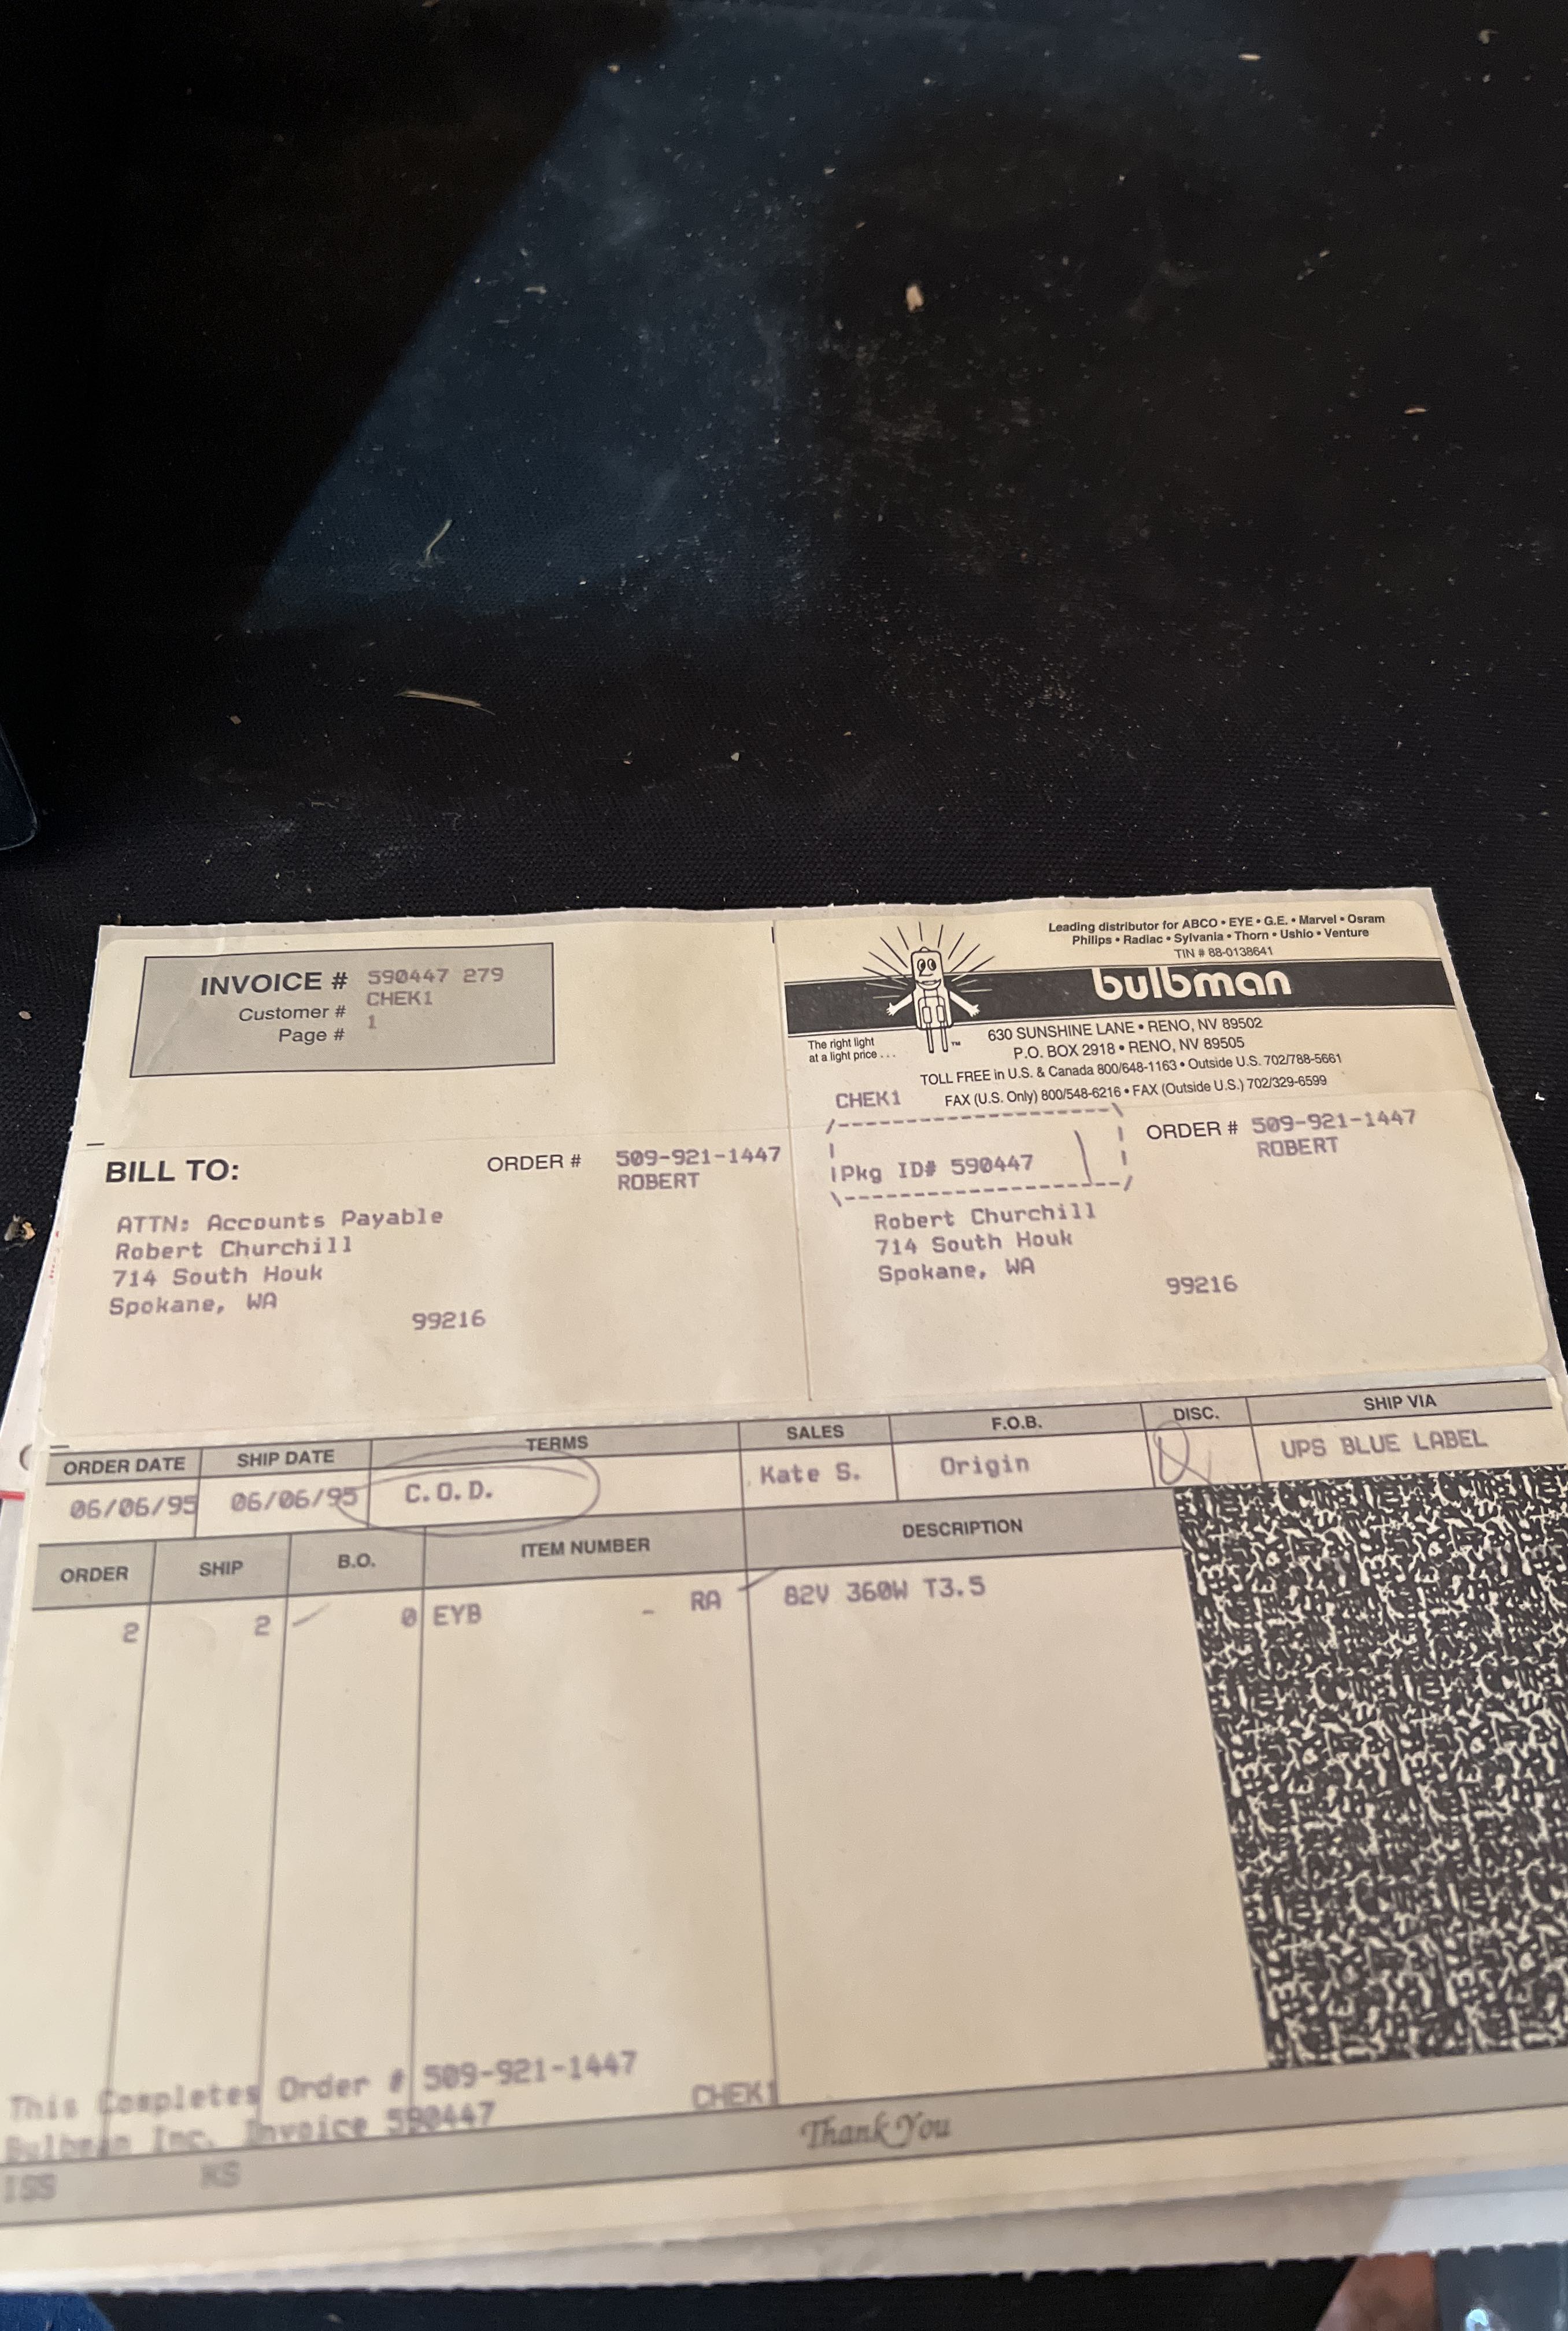 INVOICE # 590447 279
Customer # CHEK1
Page # 1
Leading distributor for ABCO • EYE • G.E. • Marvel • Osram
Philips • Radiac • Sylvania • Thorn • Ushio • Venture
TIN # 88-0138641
bulbman
The right light
at a light price . . .
TM
630 SUNSHINE LANE • RENO, NV 89502
P.O. BOX 2918 • RENO, NV 89505
TOLL FREE in U.S. & Canada 800/648-1163 • Outside U.S. 702/788-5661
FAX (U.S. Only) 800/548-6216 • FAX (Outside U.S.) 702/329-6599
CHEK1
BILL TO:
ORDER # 509-921-1447
ROBERT
ATTN: Accounts Payable
Robert Churchill
714 South Houk
Spokane, WA
99216
Pkg ID# 590447
ORDER # 509-921-1447
ROBERT
Robert Churchill
714 South Houk
Spokane, WA
99216
ORDER DATE SHIP DATE TERMS SALES F.O.B. DISC. SHIP VIA
06/06/95 06/06/95 C.O.D. Kate S. Origin UPS BLUE LABEL
ORDER SHIP B.O. ITEM NUMBER DESCRIPTION
2 2 0 EYB - RA 82V 360W T3.5
This Completes Order # 509-921-1447
CHEK1
Bulbman Inc. Invoice 590447
Thank You
ISS KS